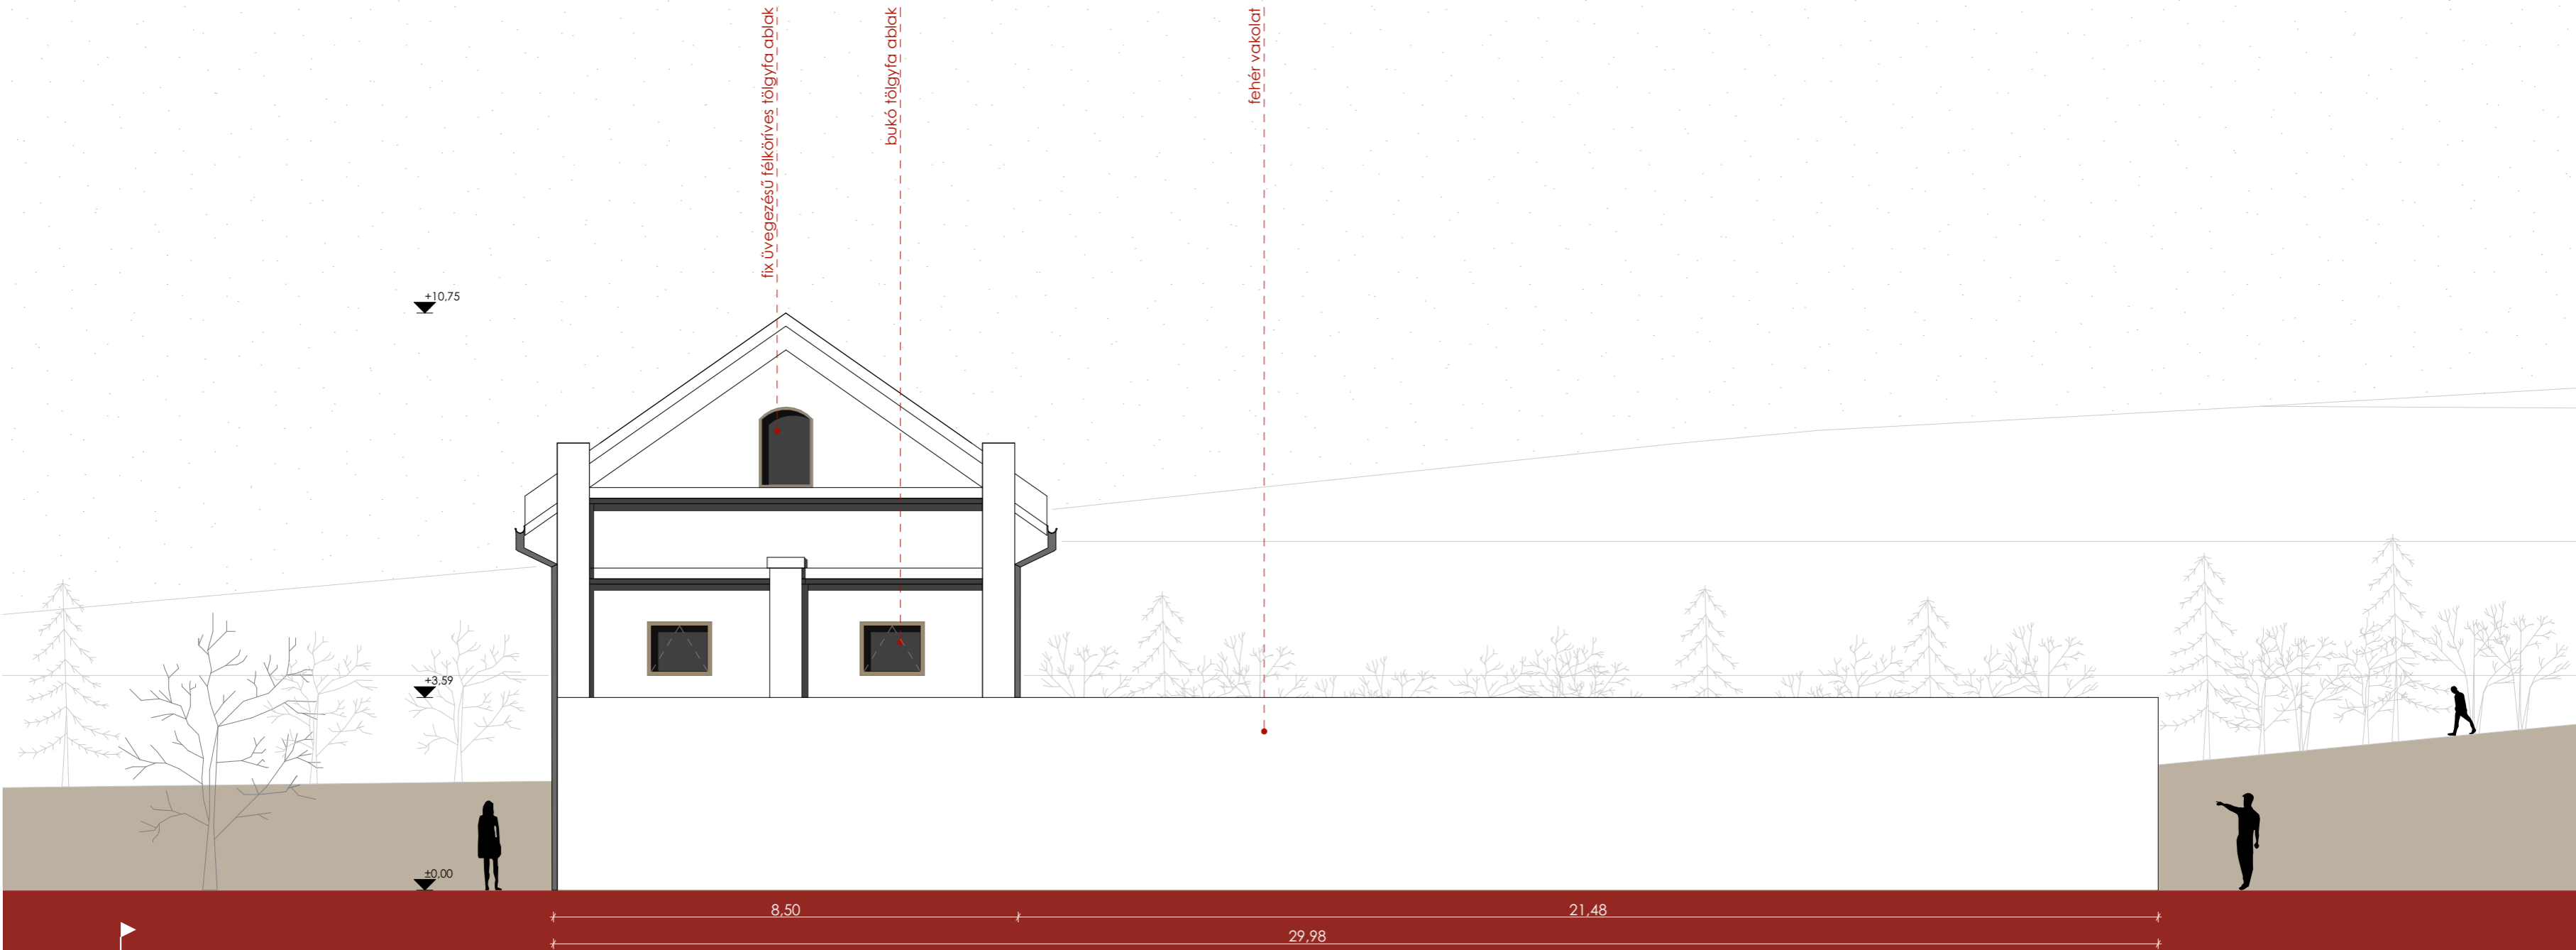 fix üvegezésű félköríves tölgyfa ablak
bukó tölgyfa ablak
fehér vakolat
+10,75
+3,59
±0,00
8,50
21,48
29,98